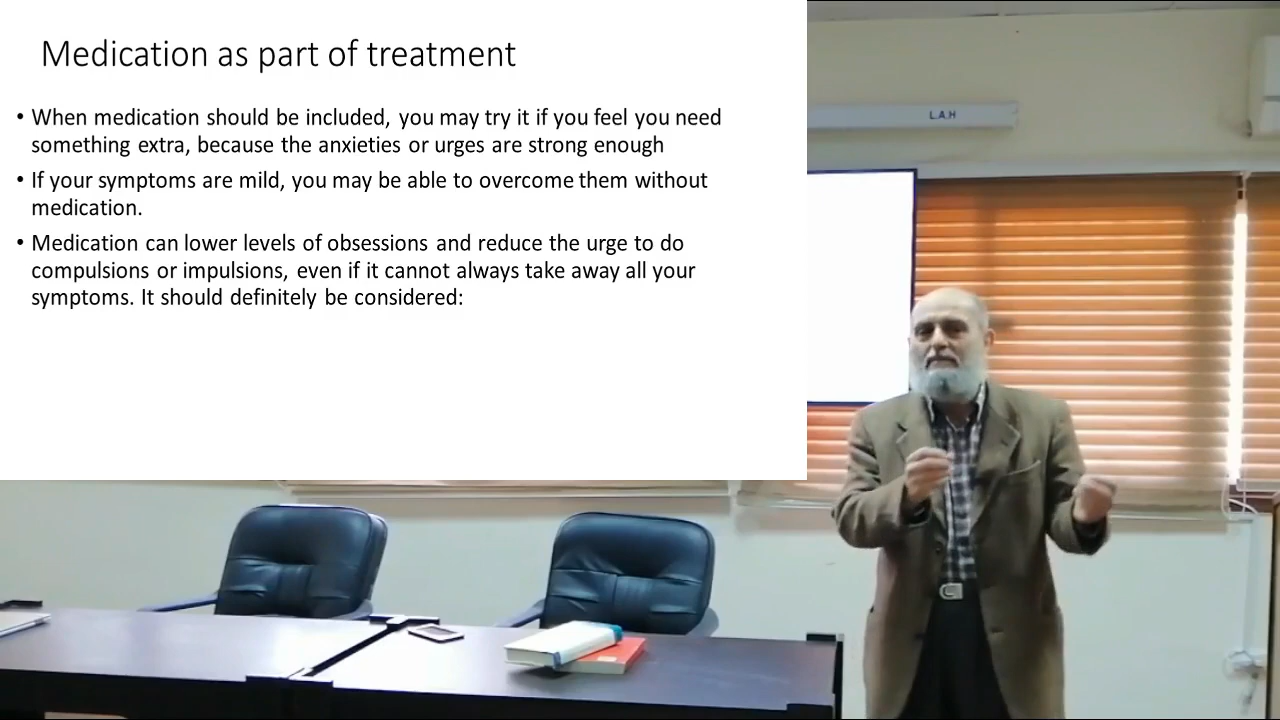 Medication as part of treatment
• When medication should be included, you may try it if you feel you need
something extra, because the anxieties or urges are strong enough
• If your symptoms are mild, you may be able to overcome them without
medication.
• Medication can lower levels of obsessions and reduce the urge to do
compulsions or impulsions, even if it cannot always take away all your
symptoms. It should definitely be considered:
L.A.H